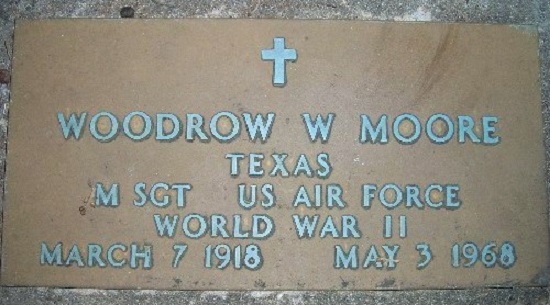 WOODROW W MOORE
TEXAS
M SGT US AIR FORCE
WORLD WAR II
MARCH 7 1918 MAY 3 1968